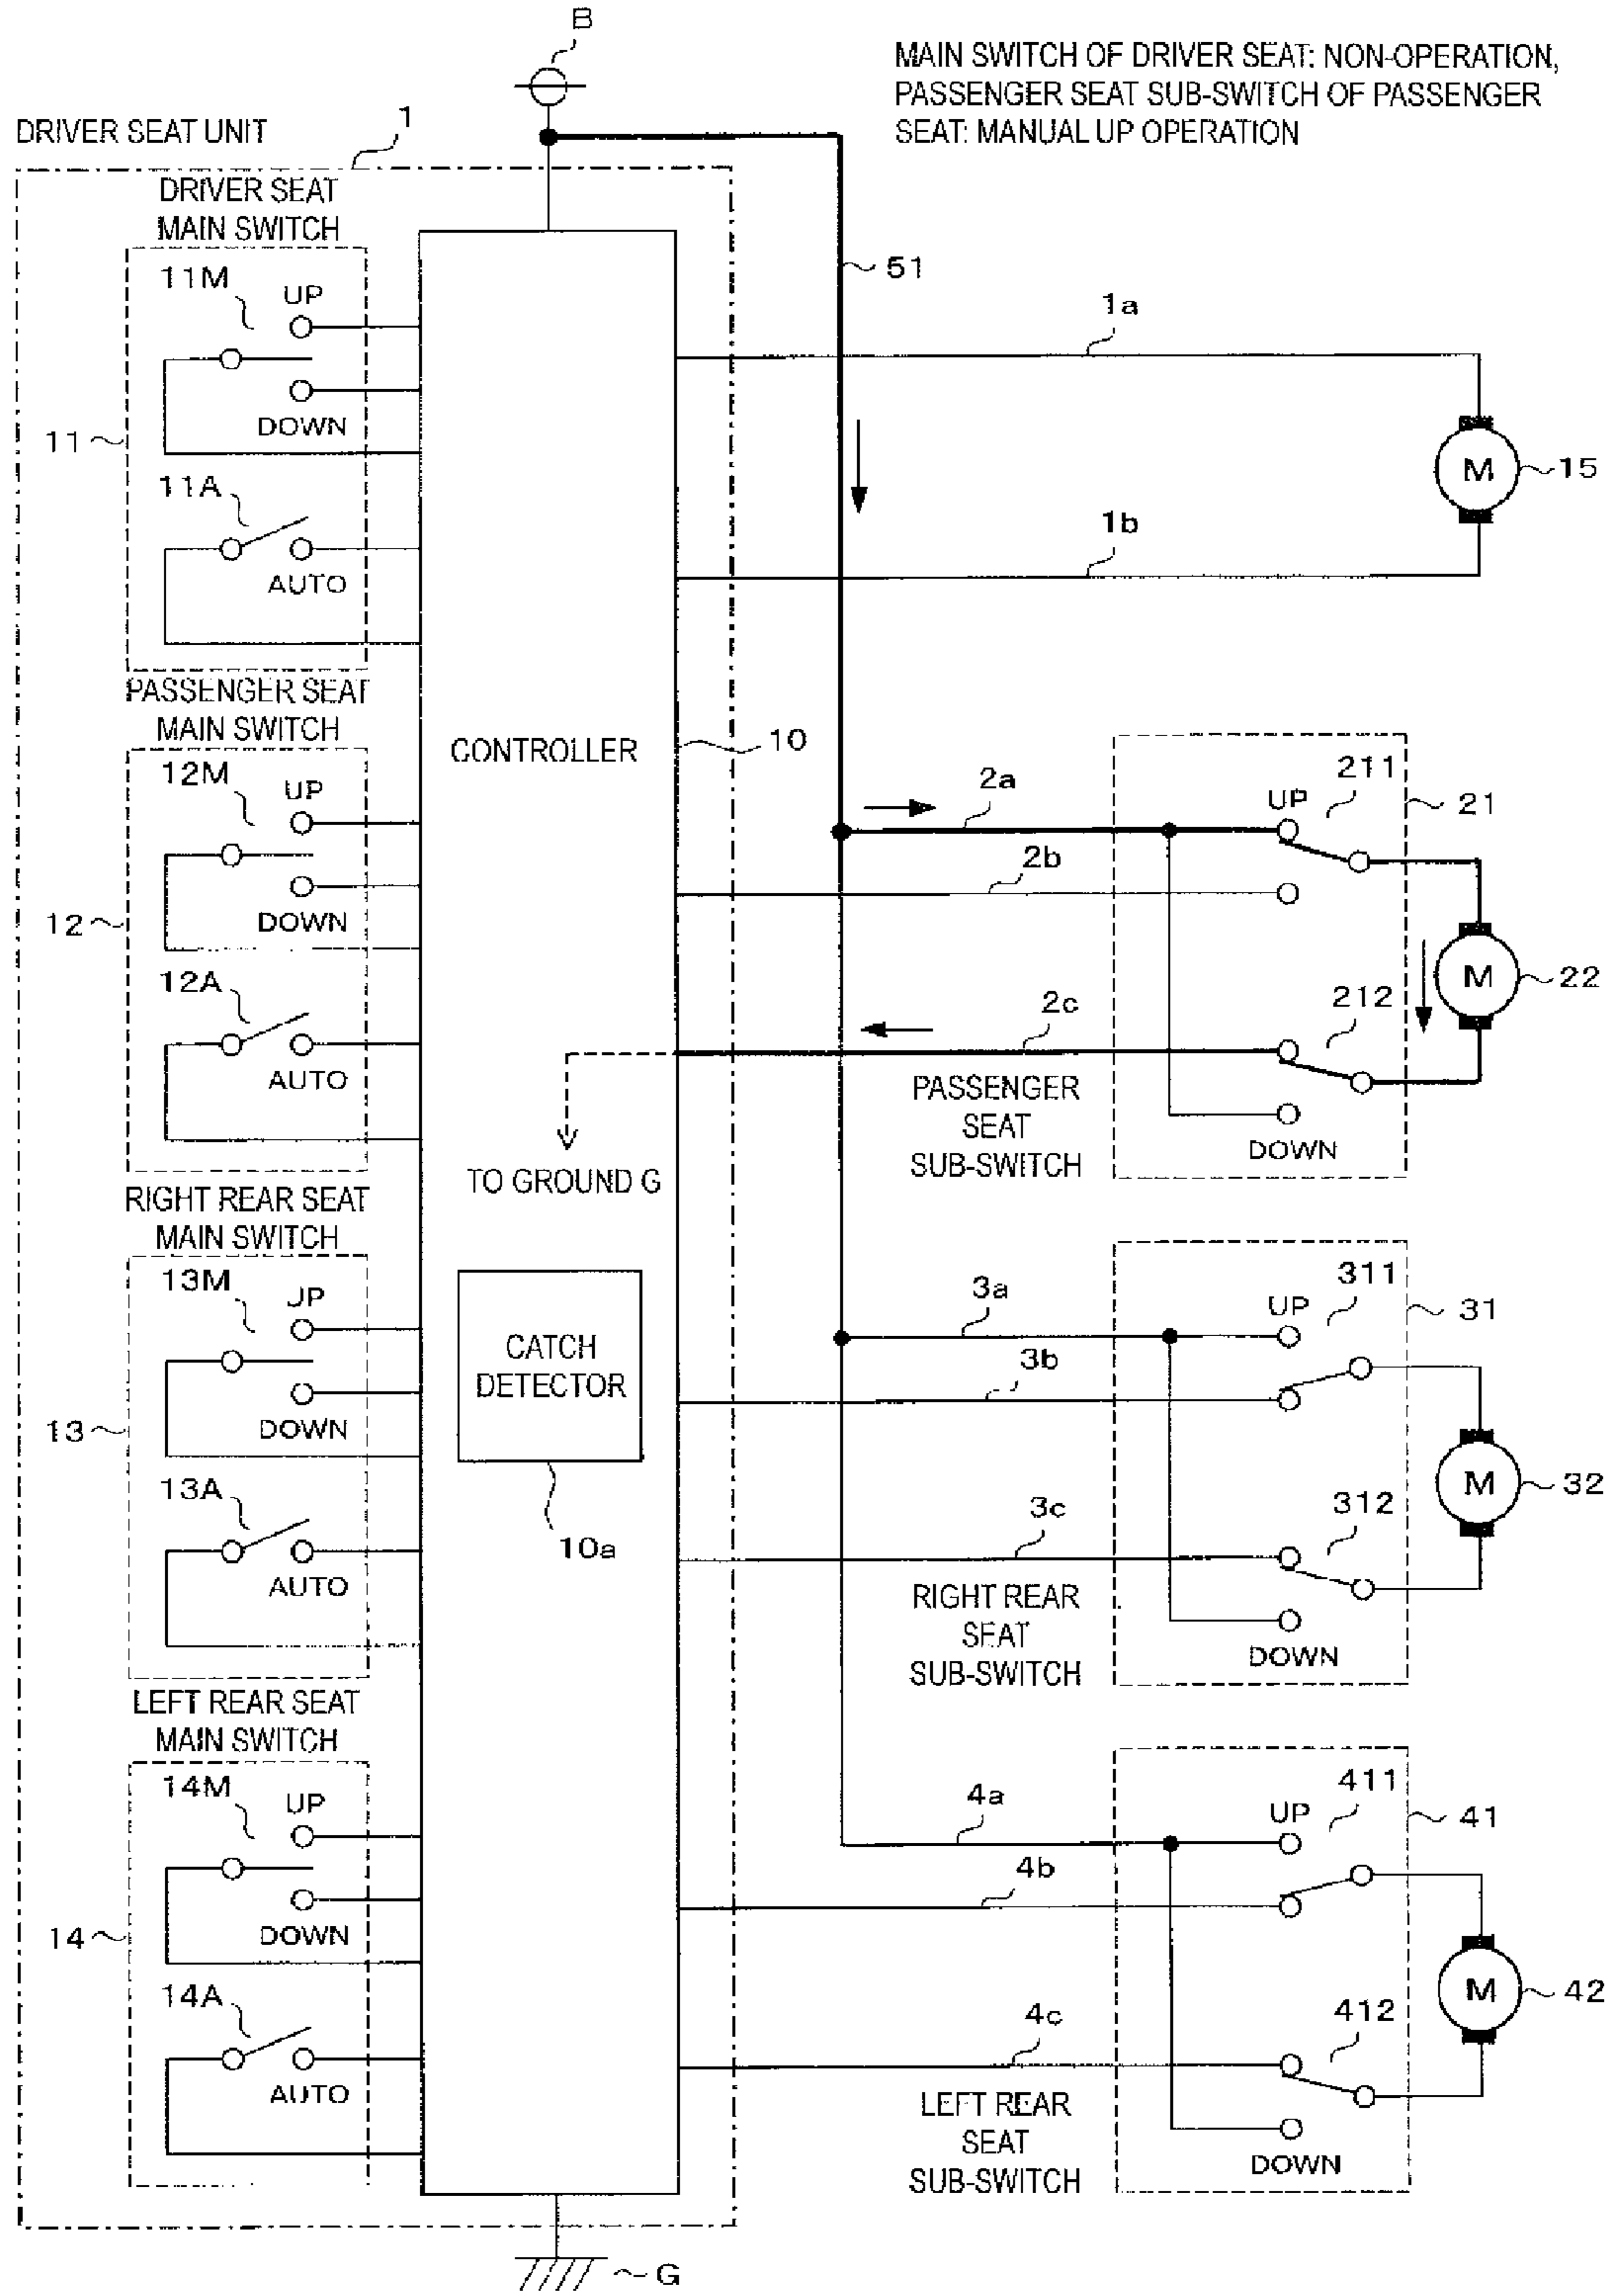 B
MAIN SWITCH OF DRIVER SEAT: NON-OPERATION,
PASSENGER SEAT SUB-SWITCH OF PASSENGER
SEAT: MANUAL UP OPERATION
DRIVER SEAT UNIT
1
DRIVER SEAT
MAIN SWITCH
11M
UP
DOWN
11
11A
AUTO
51
1a
M
15
1b
PASSENGER SEAT
MAIN SWITCH
12M
UP
DOWN
12
12A
AUTO
CONTROLLER
10
2a
2b
2c
UP
211
21
212
DOWN
M
22
PASSENGER
SEAT
SUB-SWITCH
TO GROUND G
RIGHT REAR SEAT
MAIN SWITCH
13M
UP
DOWN
13
13A
AUTO
CATCH
DETECTOR
10a
3a
3b
3c
UP
311
31
312
DOWN
M
32
RIGHT REAR
SEAT
SUB-SWITCH
LEFT REAR SEAT
MAIN SWITCH
14M
UP
DOWN
14
14A
AUTO
4a
4b
4c
UP
411
41
412
DOWN
M
42
LEFT REAR
SEAT
SUB-SWITCH
G